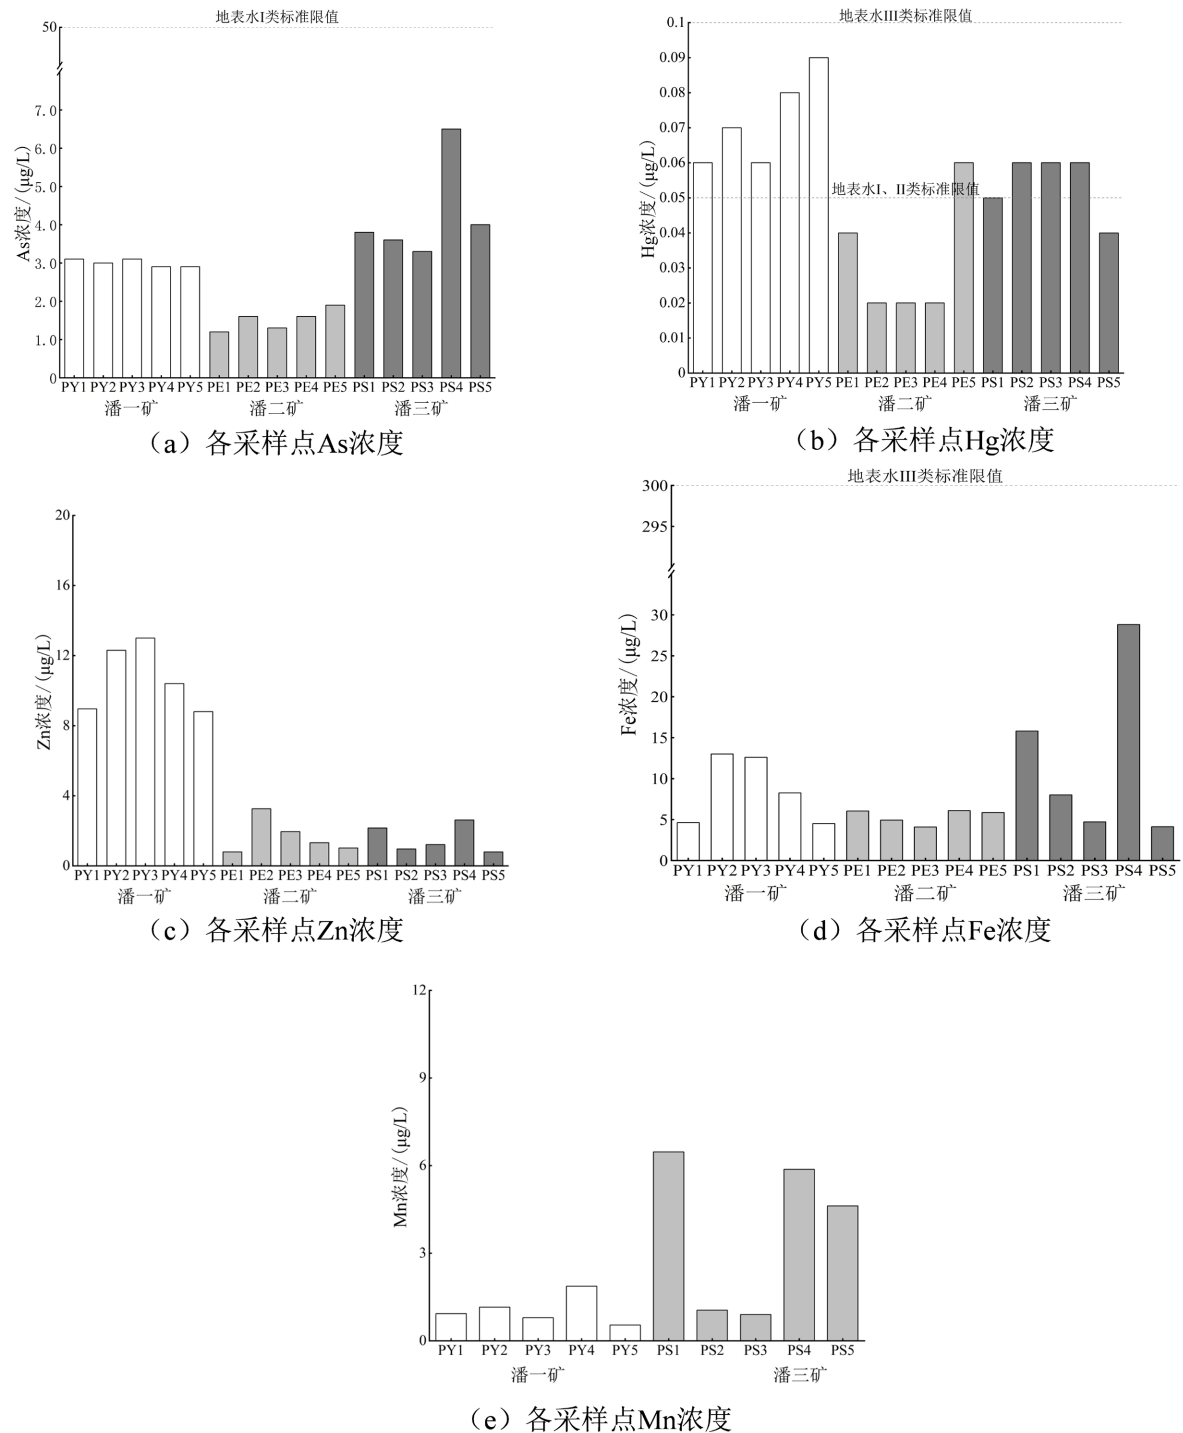 地表水I类标准限值
50
7.0
6.0
5.0
4.0
3.0
2.0
1.0
0
As浓度/(μg/L)
PY1 PY2 PY3 PY4 PY5 PE1 PE2 PE3 PE4 PE5 PS1 PS2 PS3 PS4 PS5
潘一矿 潘二矿 潘三矿
（a）各采样点As浓度
地表水III类标准限值
0.1
0.09
0.08
0.07
0.06
地表水I、II类标准限值
0.05
0.04
0.03
0.02
0.01
0
Hg浓度/(μg/L)
PY1 PY2 PY3 PY4 PY5 PE1 PE2 PE3 PE4 PE5 PS1 PS2 PS3 PS4 PS5
潘一矿 潘二矿 潘三矿
（b）各采样点Hg浓度
20
16
12
8
4
0
Zn浓度/(μg/L)
PY1 PY2 PY3 PY4 PY5 PE1 PE2 PE3 PE4 PE5 PS1 PS2 PS3 PS4 PS5
潘一矿 潘二矿 潘三矿
（c）各采样点Zn浓度
地表水III类标准限值
300
295
30
25
20
15
10
5
0
Fe浓度/(μg/L)
PY1 PY2 PY3 PY4 PY5 PE1 PE2 PE3 PE4 PE5 PS1 PS2 PS3 PS4 PS5
潘一矿 潘二矿 潘三矿
（d）各采样点Fe浓度
12
9
6
3
0
Mn浓度/(μg/L)
PY1 PY2 PY3 PY4 PY5 PS1 PS2 PS3 PS4 PS5
潘一矿 潘三矿
（e）各采样点Mn浓度